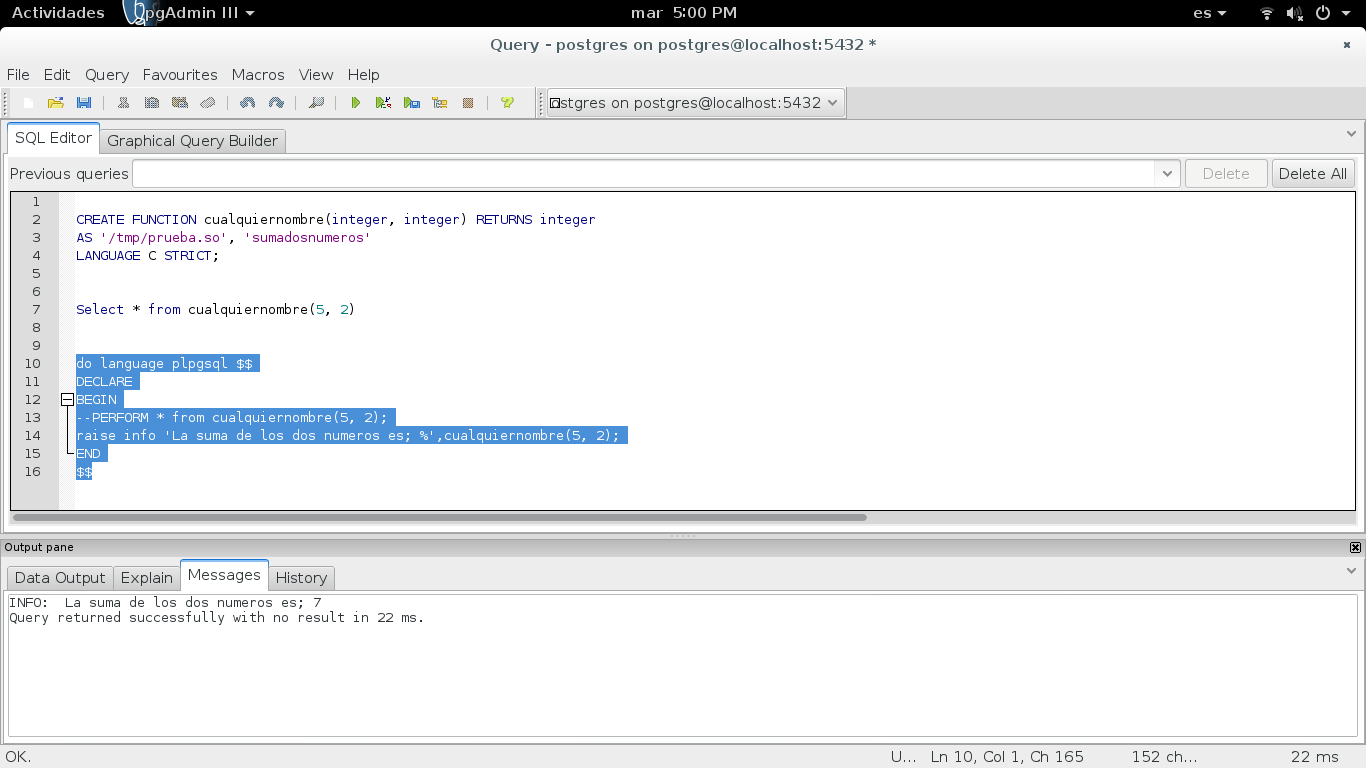 Actividades pgAdmin III mar 5:00 PM es
Query - postgres on postgres@localhost:5432 *
File Edit Query Favourites Macros View Help
stgres on postgres@localhost:5432
SQL Editor Graphical Query Builder
Previous queries Delete Delete All
1
2 CREATE FUNCTION cualquiernombre(integer, integer) RETURNS integer
3 AS '/tmp/prueba.so', 'sumadosnumeros'
4 LANGUAGE C STRICT;
5
6
7 Select * from cualquiernombre(5, 2)
8
9
10 do language plpgsql $$
11 DECLARE
12 BEGIN
13 --PERFORM * from cualquiernombre(5, 2);
14 raise info 'La suma de los dos numeros es; %',cualquiernombre(5, 2);
15 END
16 $$
Output pane
Data Output Explain Messages History
INFO:  La suma de los dos numeros es; 7
Query returned successfully with no result in 22 ms.
OK. U... Ln 10, Col 1, Ch 165 152 ch... 22 ms